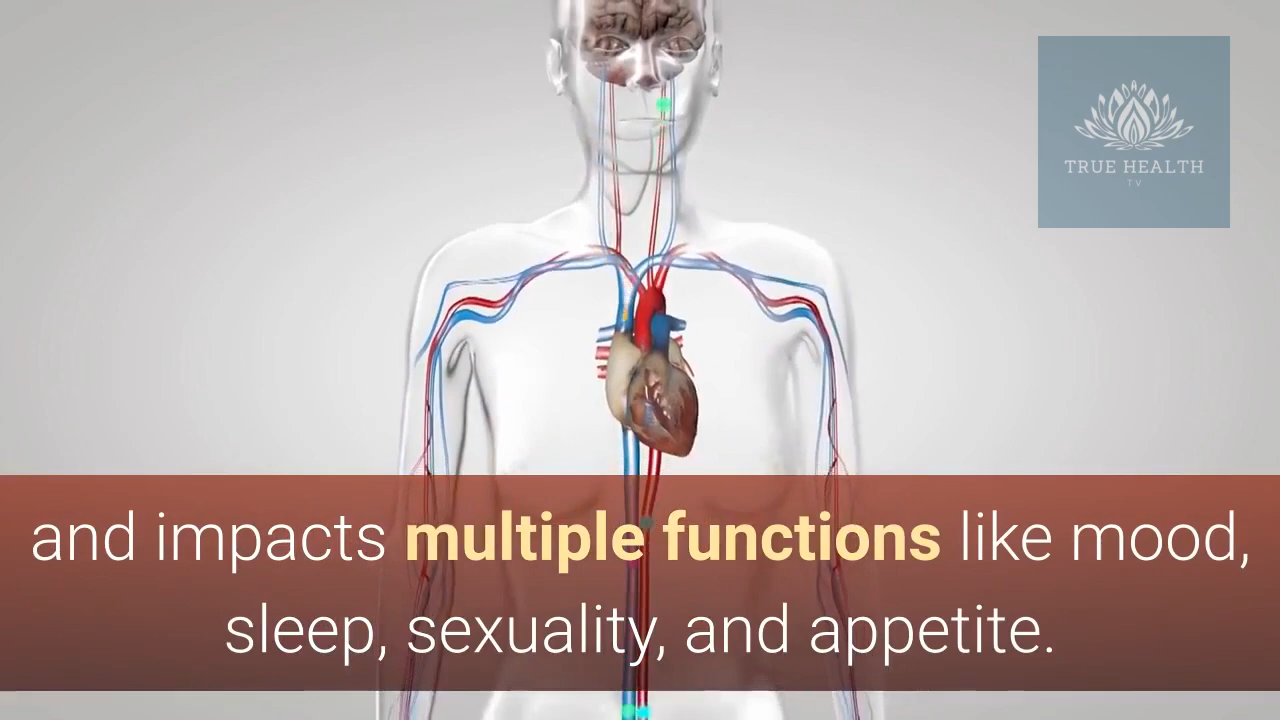 TRUE HEALTH
TV
and impacts multiple functions like mood,
sleep, sexuality, and appetite.